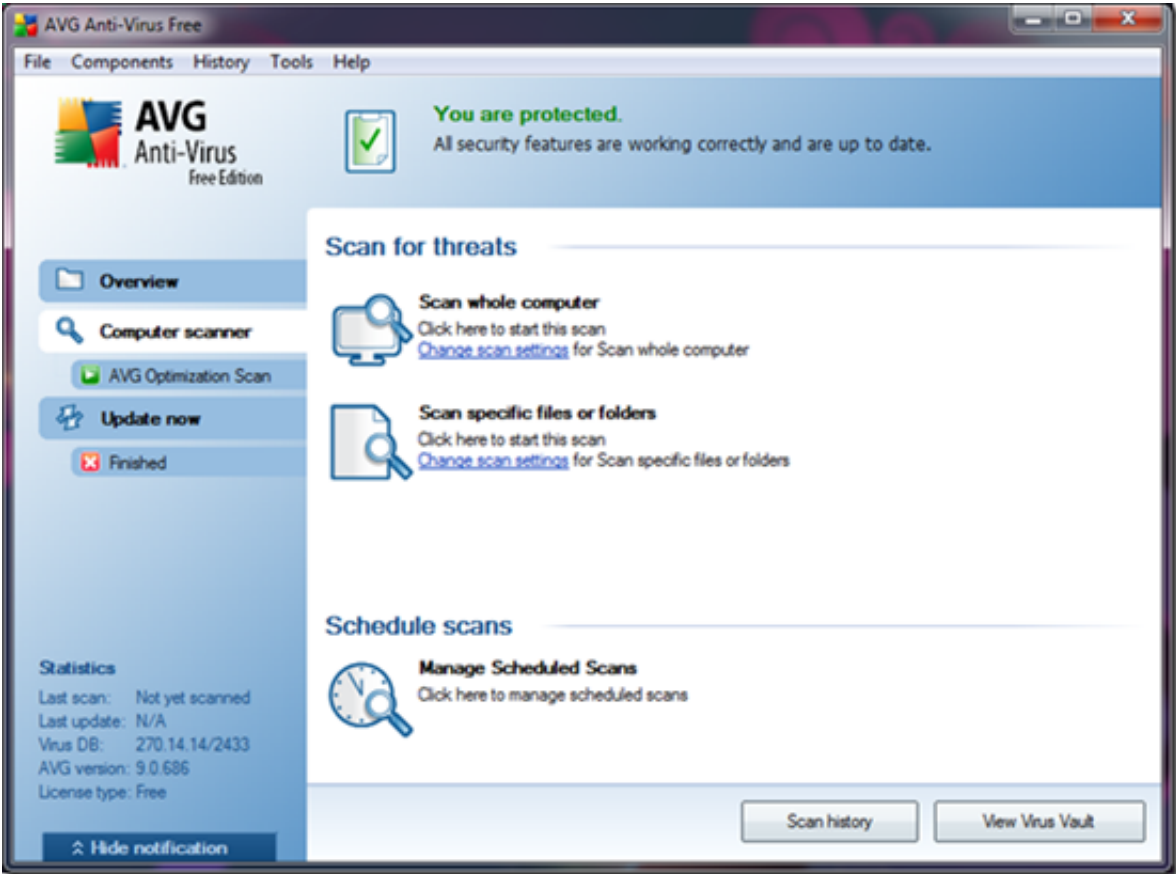 AVG Anti-Virus Free
File Components History Tools Help
AVG
Anti-Virus
Free Edition
You are protected.
All security features are working correctly and are up to date.
Overview
Computer scanner
AVG Optimization Scan
Update now
Finished
Scan for threats
Scan whole computer
Click here to start this scan
Change scan settings for Scan whole computer
Scan specific files or folders
Click here to start this scan
Change scan settings for Scan specific files or folders
Schedule scans
Manage Scheduled Scans
Click here to manage scheduled scans
Statistics
Last scan: Not yet scanned
Last update: N/A
Virus DB: 270.14.14/2433
AVG version: 9.0.686
License type: Free
Hide notification
Scan history
View Virus Vault